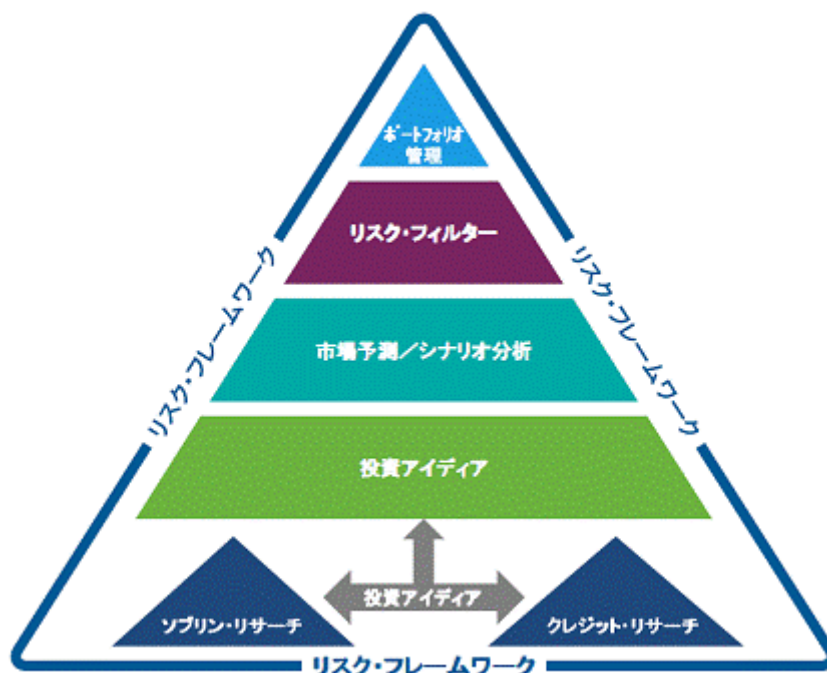 ポートフォリオ
管理
リスク・フィルター
リスク・フレームワーク
リスク・フレームワーク
市場予測／シナリオ分析
投資アイディア
投資アイディア
ソブリン・リサーチ
クレジット・リサーチ
リスク・フレームワーク